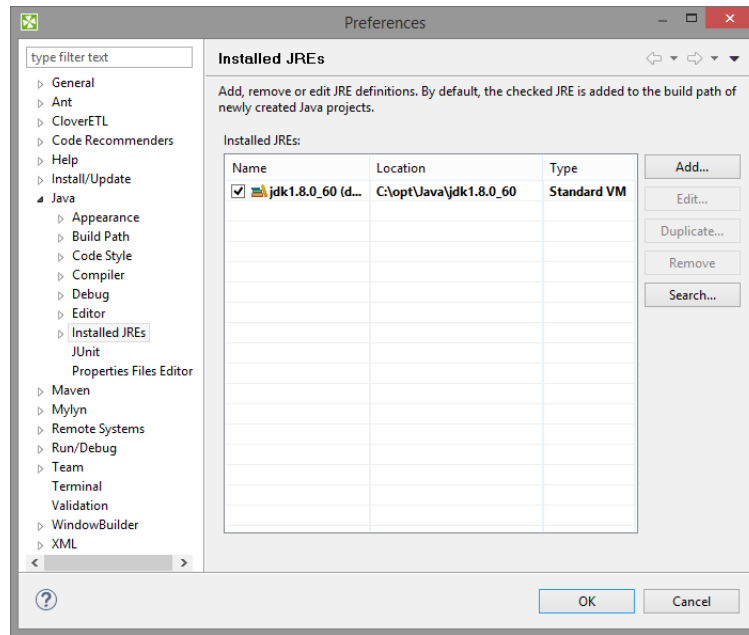 Preferences
type filter text
General
Ant
CloverETL
Code Recommenders
Help
Install/Update
Java
Appearance
Build Path
Code Style
Compiler
Debug
Editor
Installed JREs
JUnit
Properties Files Editor
Maven
Mylyn
Remote Systems
Run/Debug
Team
Terminal
Validation
WindowBuilder
XML
Installed JREs
Add, remove or edit JRE definitions. By default, the checked JRE is added to the build path of
newly created Java projects.
Installed JREs:
Name Location Type
jdk1.8.0_60 (d... C:\opt\Java\jdk1.8.0_60 Standard VM
Add...
Edit...
Duplicate...
Remove
Search...
OK Cancel